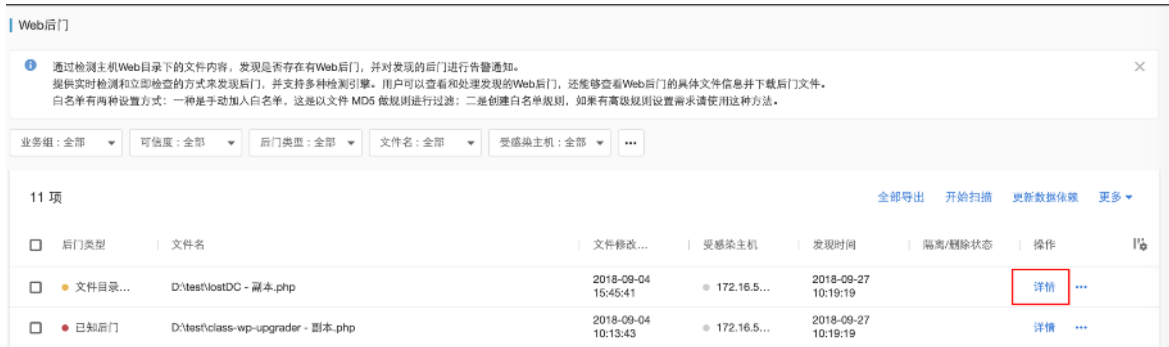 Web后门
通过检测主机Web目录下的文件内容，发现是否存在有Web后门，并对发现的后门进行告警通知。
提供实时检测和立即检查的方式来发现后门，并支持多种检测引擎。用户可以查看和处理发现的Web后门，还能够查看Web后门的具体文件信息并下载后门文件。
白名单有两种设置方式：一种是手动加入白名单，这是以文件 MD5 做规则进行过滤；二是创建白名单规则，如果有高级规则设置需求请使用这种方法。
业务组：全部 可信度：全部 后门类型：全部 文件名：全部 受感染主机：全部 ...
11 项 全部导出 开始扫描 更新数据依赖 更多
后门类型 文件名 文件修改... 受感染主机 发现时间 隔离/删除状态 操作
文件目录... D:\test\lostDC - 副本.php 2018-09-04 15:45:41 172.16.5... 2018-09-27 10:19:19 详情 ...
已知后门 D:\test\class-wp-upgrader - 副本.php 2018-09-04 10:13:43 172.16.5... 2018-09-27 10:19:19 详情 ...